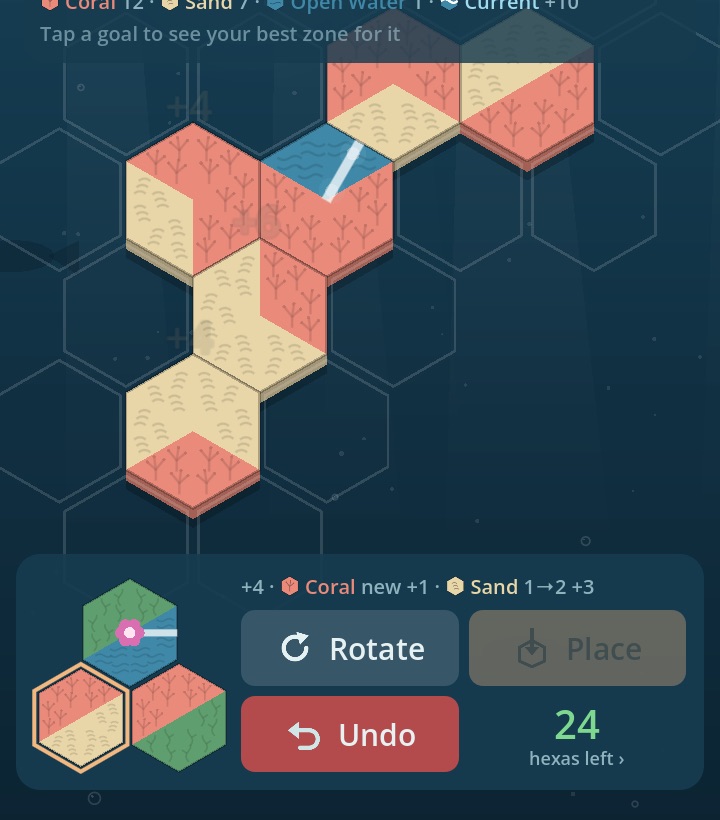 Coral 12 · Sand 7 · Open Water 1 · Current +10
Tap a goal to see your best zone for it
+4
+4 · Coral new +1 · Sand 1→2 +3
Rotate
Place
Undo
24
hexas left ›